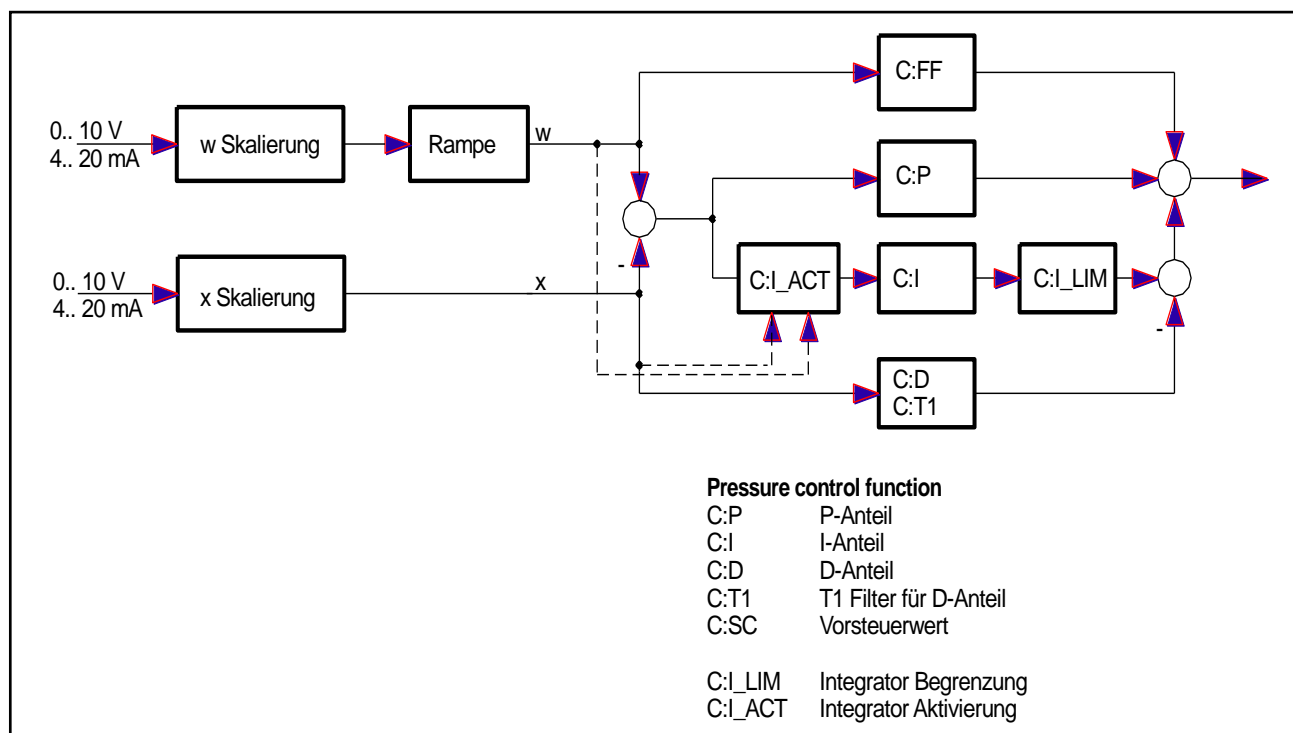 C:FF
0.. 10 V
4.. 20 mA
w Skalierung
Rampe
w
C:P
0.. 10 V
4.. 20 mA
x Skalierung
x
-
C:I_ACT
C:I
C:I_LIM
-
C:D
C:T1
Pressure control function
C:P P-Anteil
C:I I-Anteil
C:D D-Anteil
C:T1 T1 Filter für D-Anteil
C:SC Vorsteuerwert
C:I_LIM Integrator Begrenzung
C:I_ACT Integrator Aktivierung